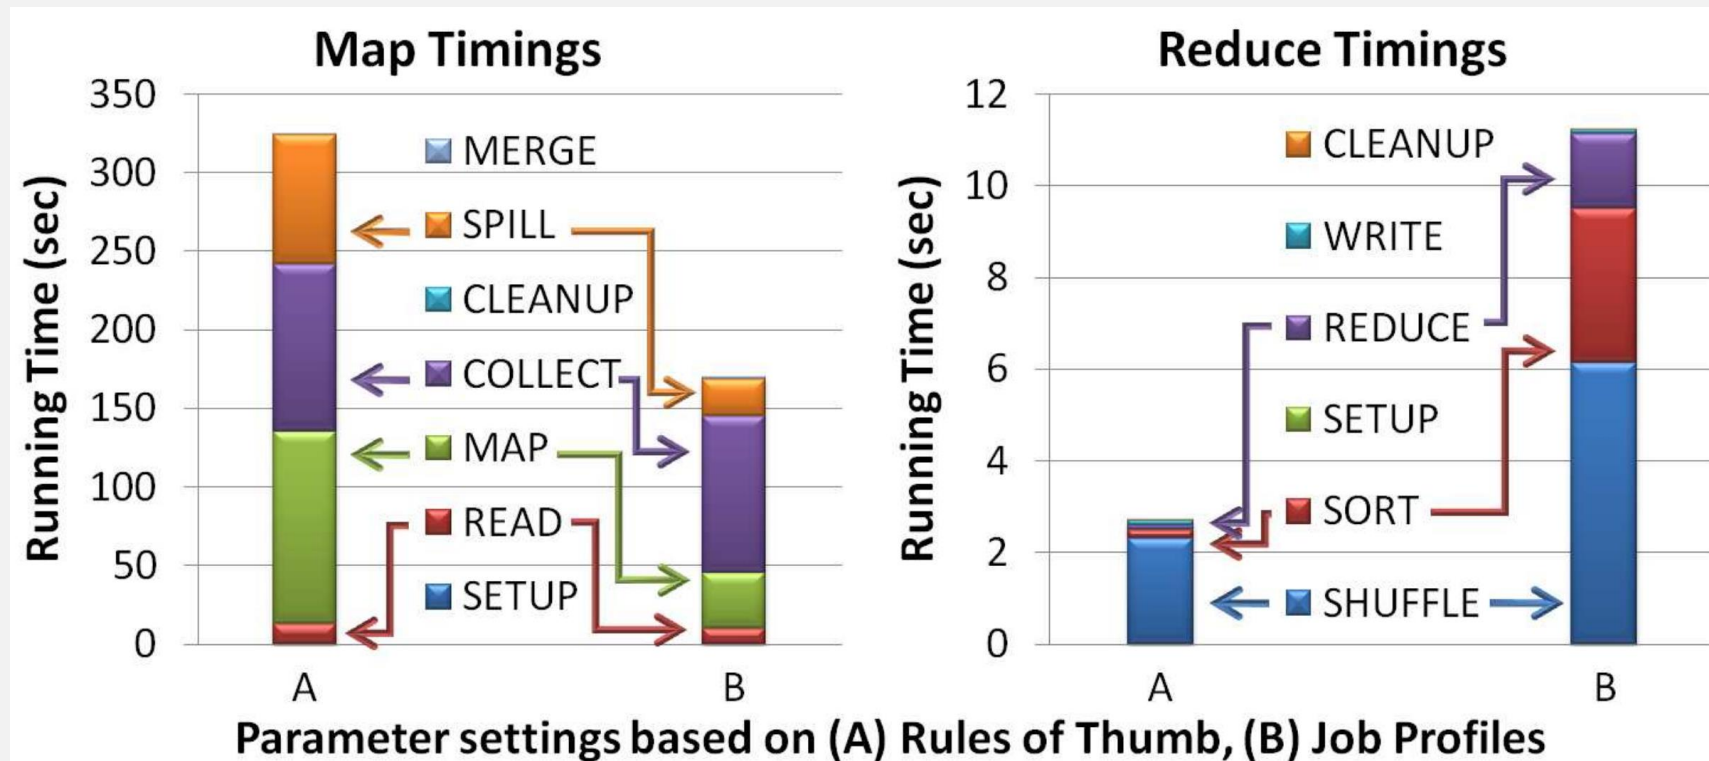 Map Timings
Running Time (sec)
350
300
250
200
150
100
50
0
MERGE
SPILL
CLEANUP
COLLECT
MAP
READ
SETUP
A
B
Reduce Timings
Running Time (sec)
12
10
8
6
4
2
0
CLEANUP
WRITE
REDUCE
SETUP
SORT
SHUFFLE
A
B
Parameter settings based on (A) Rules of Thumb, (B) Job Profiles